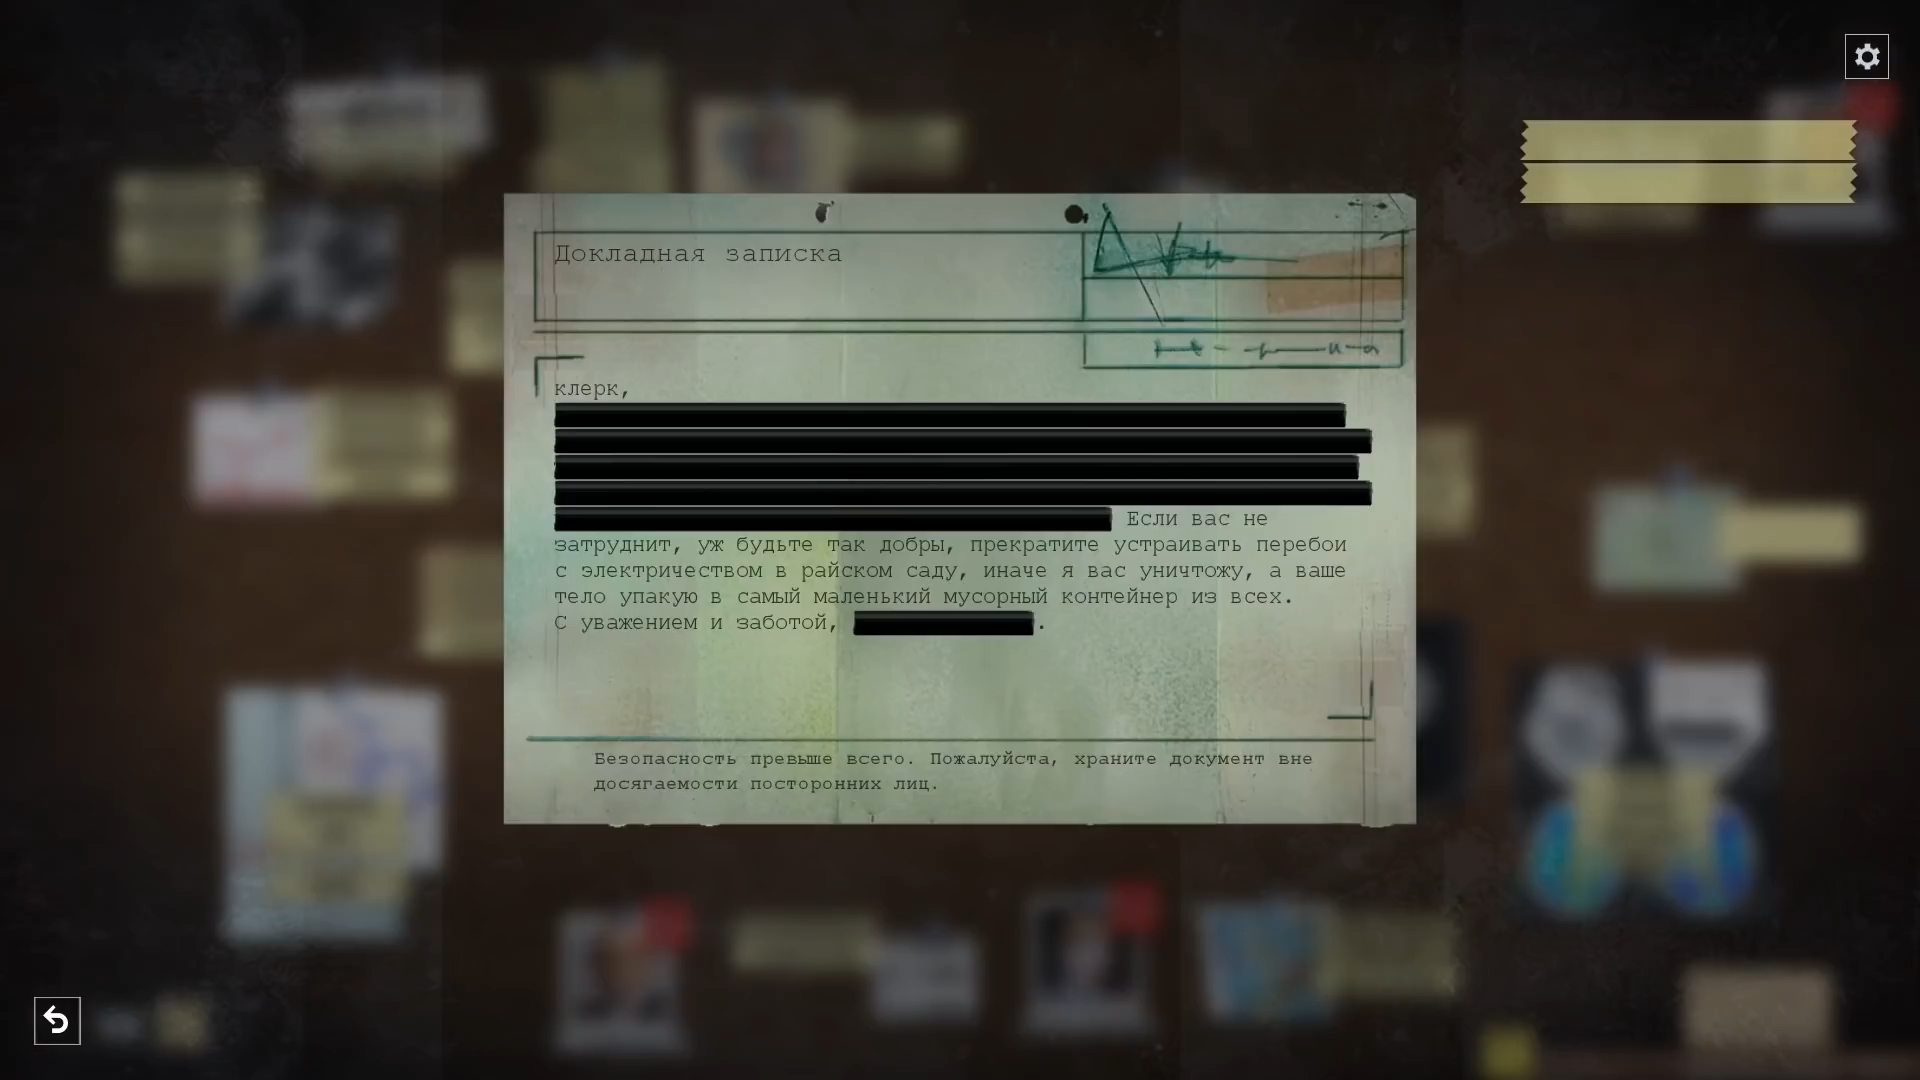 Докладная записка
клерк,
Если вас не
затруднит, уж будьте так добры, прекратите устраивать перебои
с электричеством в райском саду, иначе я вас уничтожу, а ваше
тело упакую в самый маленький мусорный контейнер из всех.
С уважением и заботой, .
Безопасность превыше всего. Пожалуйста, храните документ вне
досягаемости посторонних лиц.